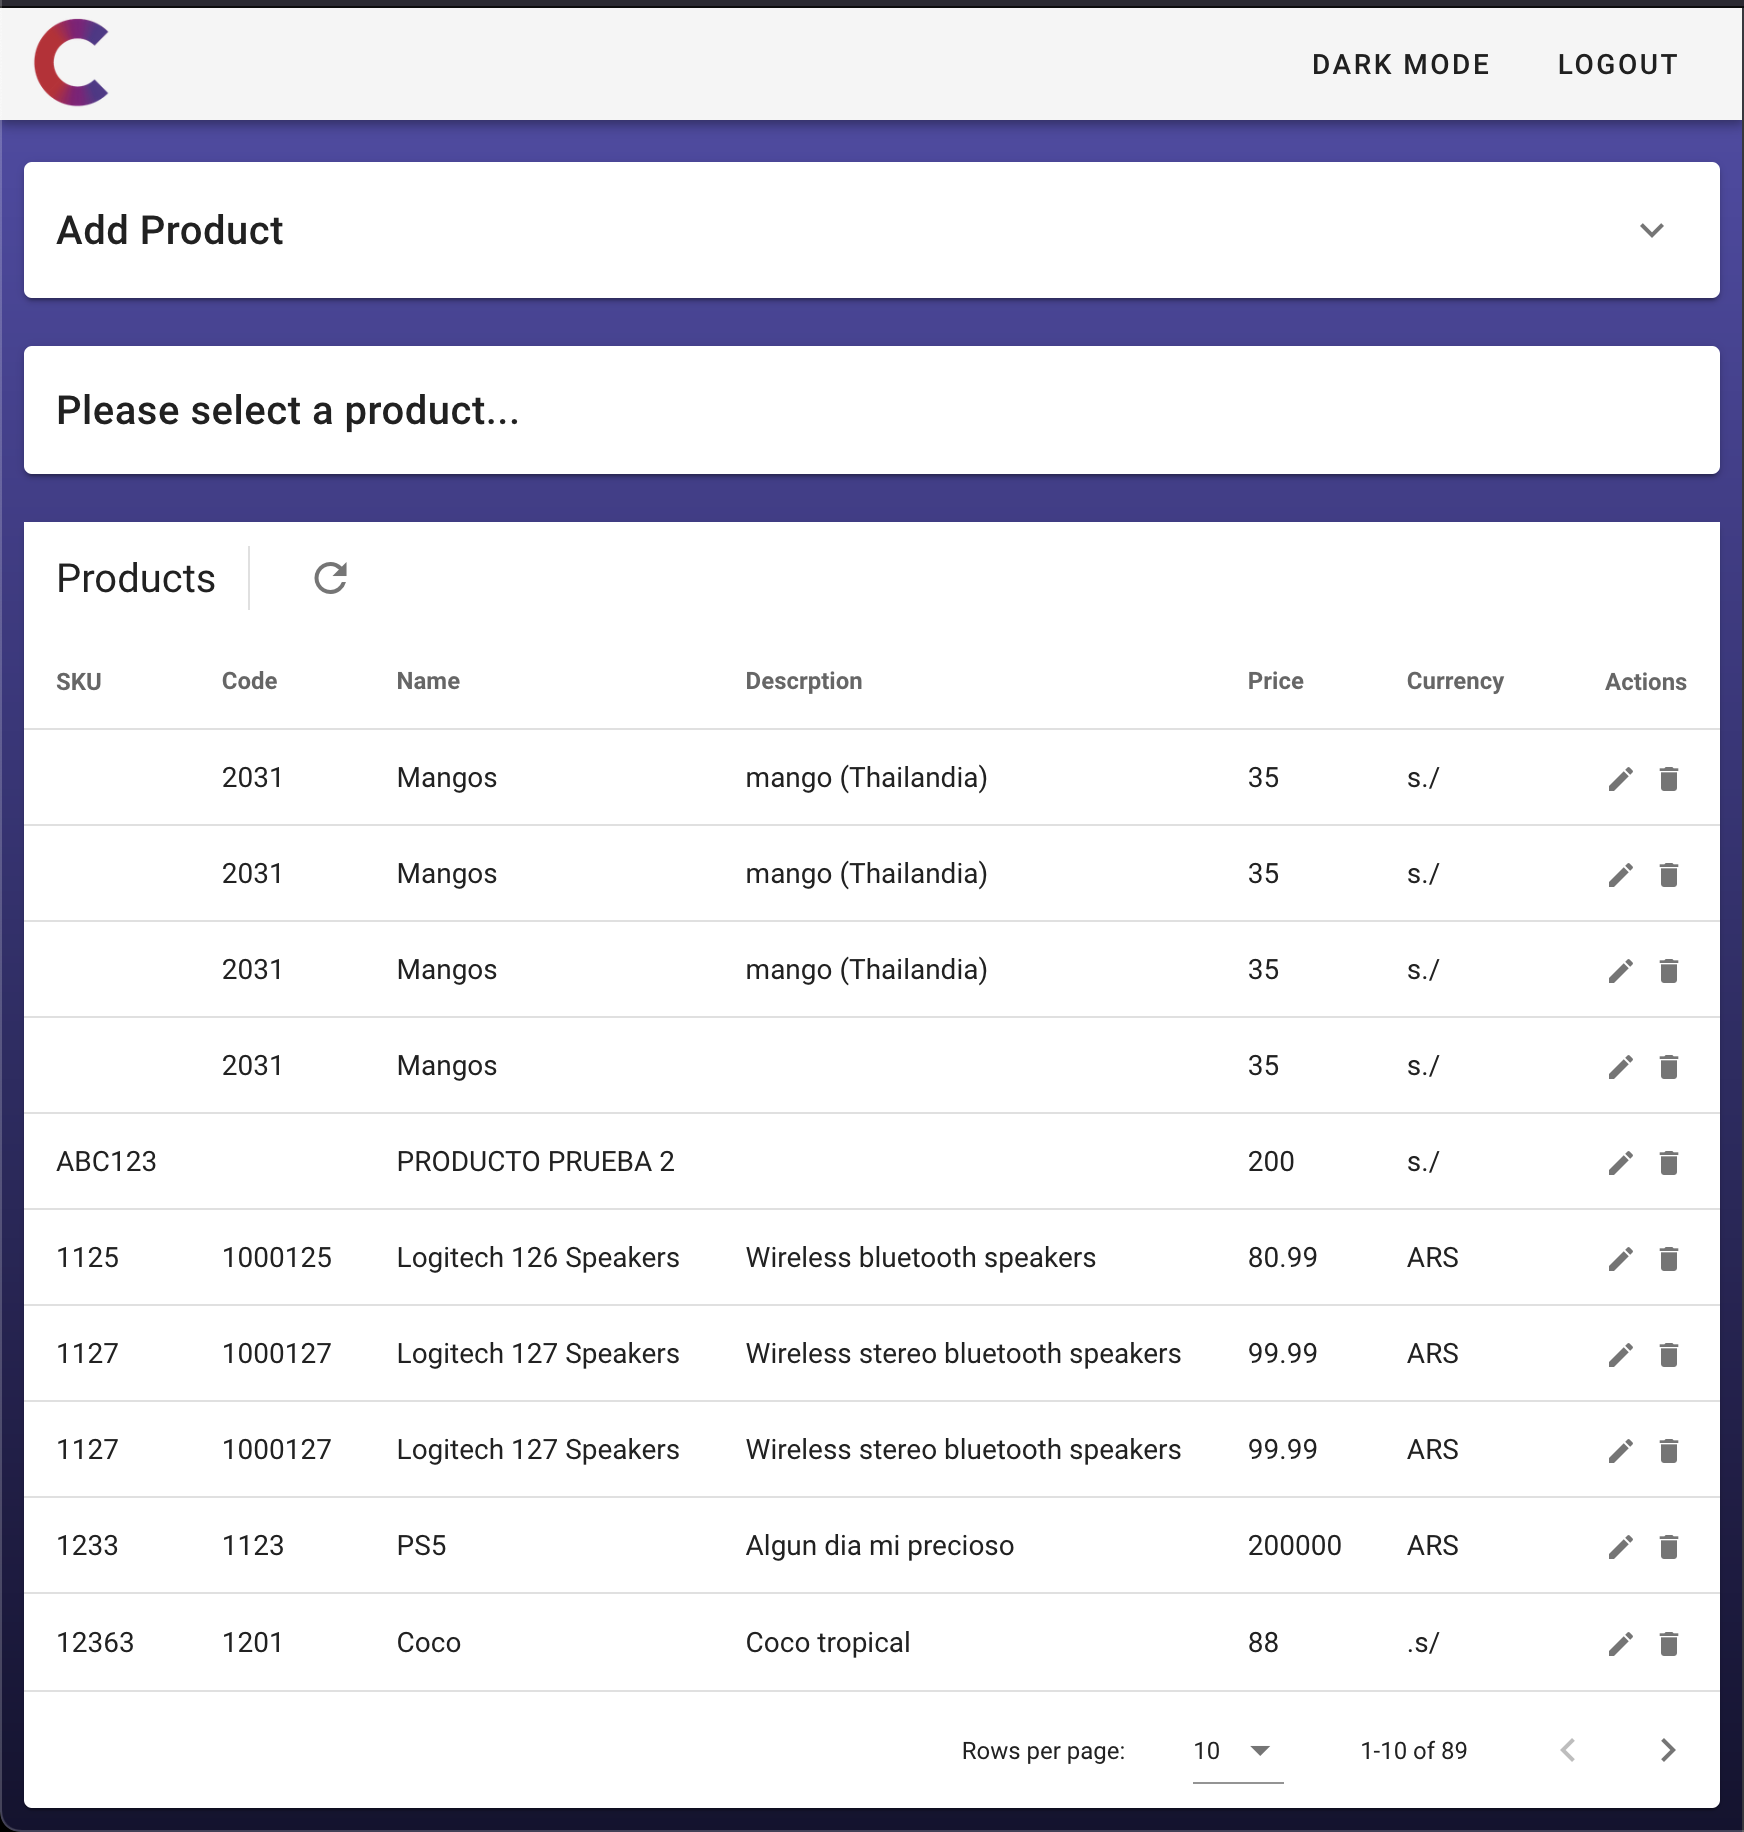 DARK MODE LOGOUT
Add Product
Please select a product...
Products
SKU Code Name Descrption Price Currency Actions
2031 Mangos mango (Thailandia) 35 s./
2031 Mangos mango (Thailandia) 35 s./
2031 Mangos mango (Thailandia) 35 s./
2031 Mangos 35 s./
ABC123 PRODUCTO PRUEBA 2 200 s./
1125 1000125 Logitech 126 Speakers Wireless bluetooth speakers 80.99 ARS
1127 1000127 Logitech 127 Speakers Wireless stereo bluetooth speakers 99.99 ARS
1127 1000127 Logitech 127 Speakers Wireless stereo bluetooth speakers 99.99 ARS
1233 1123 PS5 Algun dia mi precioso 200000 ARS
12363 1201 Coco Coco tropical 88 .s/
Rows per page: 10 1-10 of 89